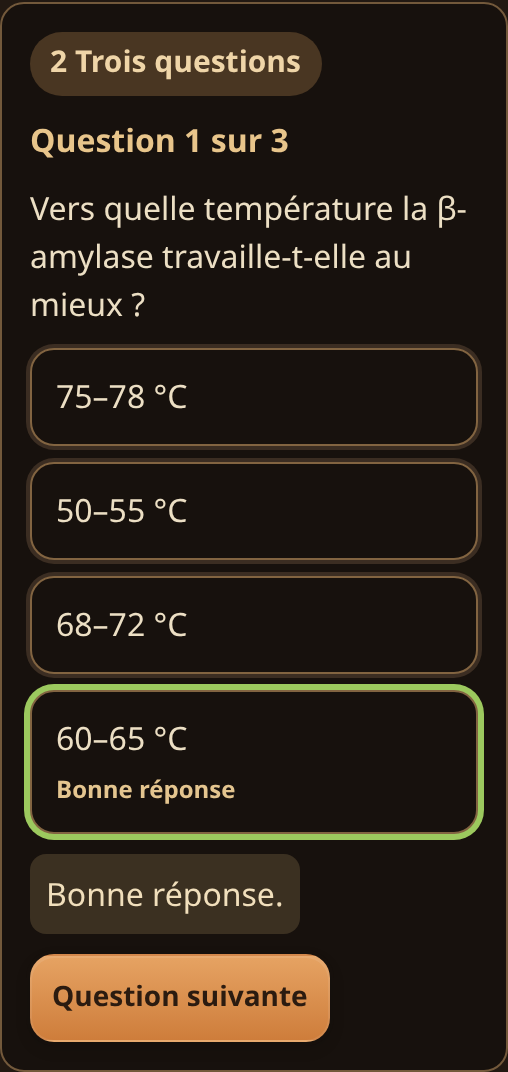 2 Trois questions
Question 1 sur 3
Vers quelle température la β-
amylase travaille-t-elle au
mieux ?
75–78 °C
50–55 °C
68–72 °C
60–65 °C
Bonne réponse
Bonne réponse.
Question suivante